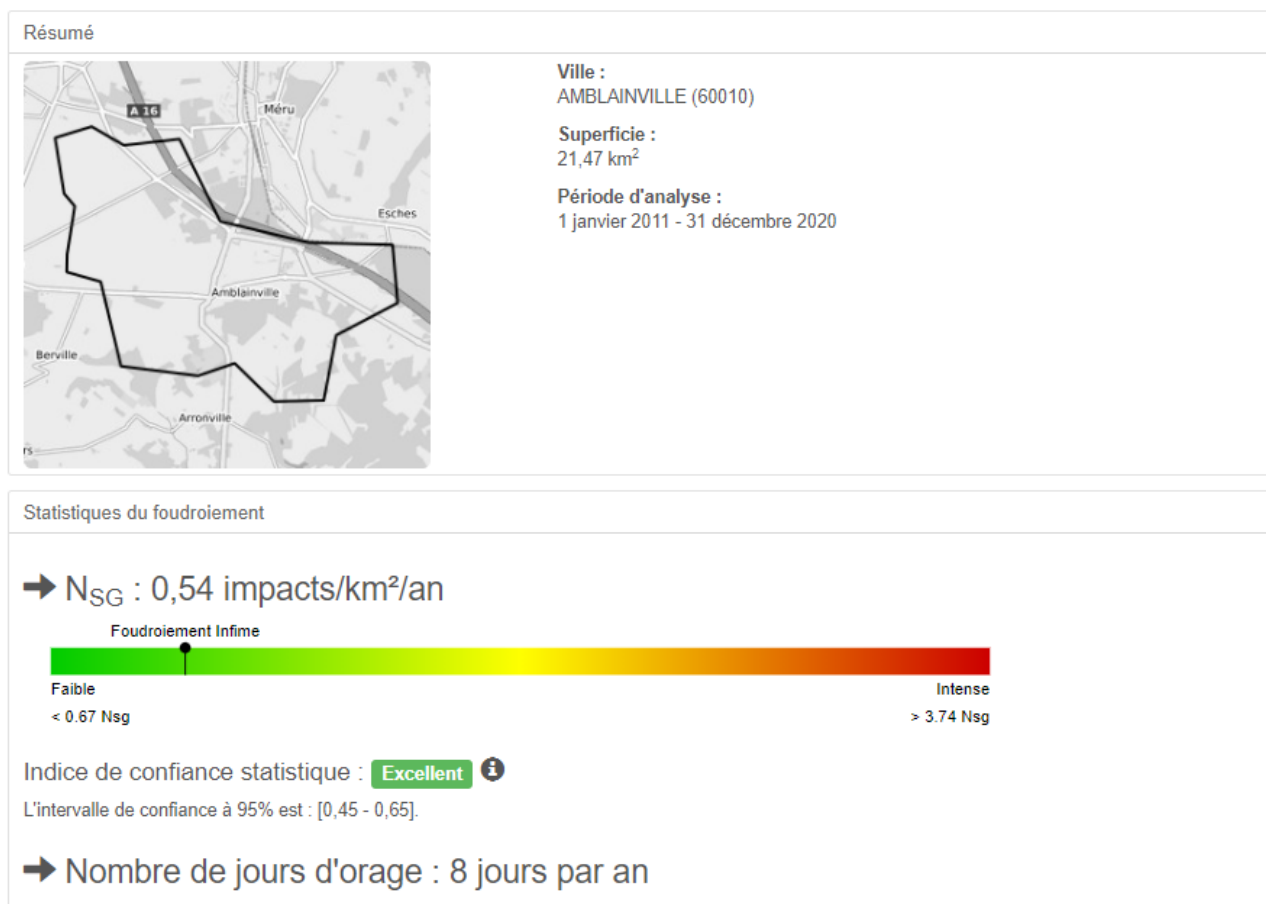 Résumé
A 16
Méru
Esches
Amblainville
Berville
Arronville
rs
Ville :
AMBLAINVILLE (60010)
Superficie :
21,47 km²
Période d'analyse :
1 janvier 2011 - 31 décembre 2020
Statistiques du foudroiement
➔ NSG : 0,54 impacts/km²/an
Foudroiement Infime
Faible Intense
< 0.67 Nsg > 3.74 Nsg
Indice de confiance statistique : Excellent i
L'intervalle de confiance à 95% est : [0,45 - 0,65].
➔ Nombre de jours d'orage : 8 jours par an